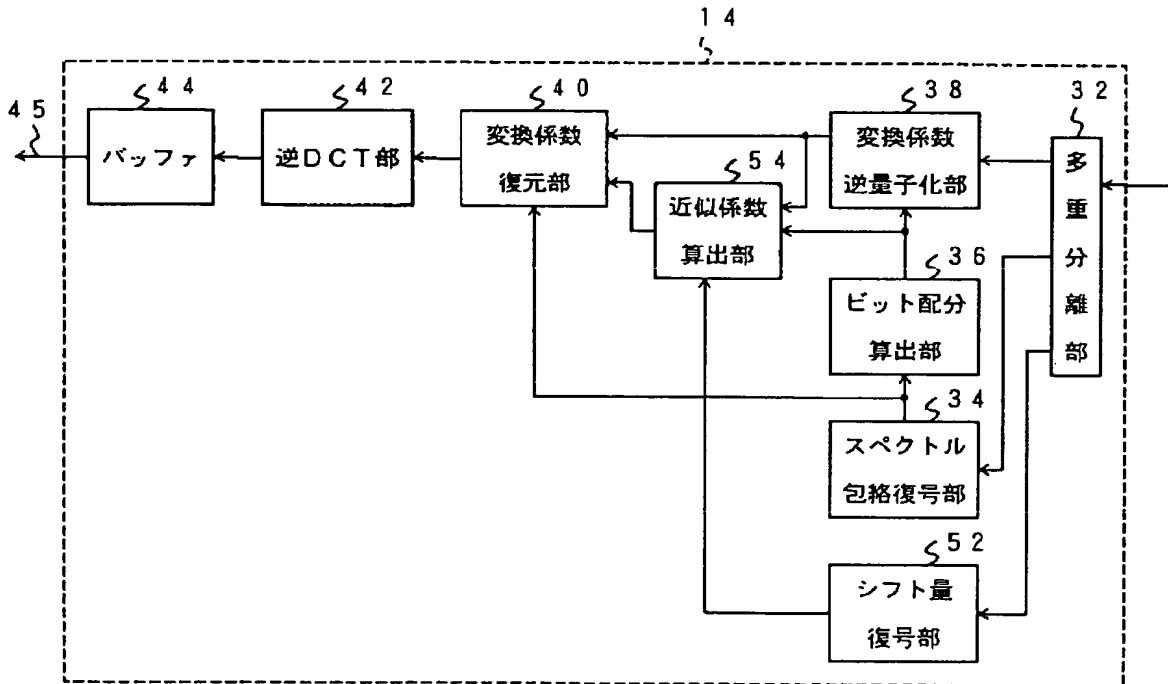 14
45
44
バッファ
42
逆DCT部
40
変換係数
復元部
54
近似係数
算出部
38
変換係数
逆量子化部
32
多重分離部
36
ビット配分
算出部
34
スペクトル
包絡復号部
52
シフト量
復号部